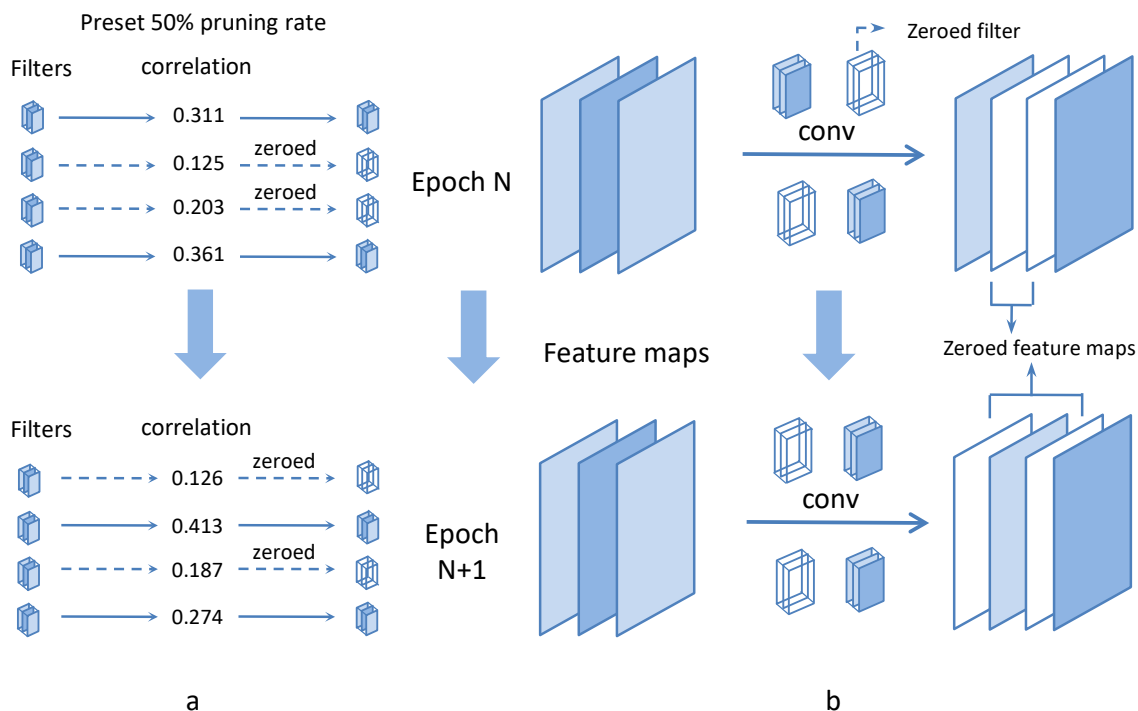 Preset 50% pruning rate
Filters
correlation
0.311
0.125
zeroed
0.203
zeroed
0.361
Epoch N
conv
Zeroed filter
Feature maps
Zeroed feature maps
Filters
correlation
0.126
zeroed
0.413
0.187
zeroed
0.274
Epoch
N+1
conv
a
b